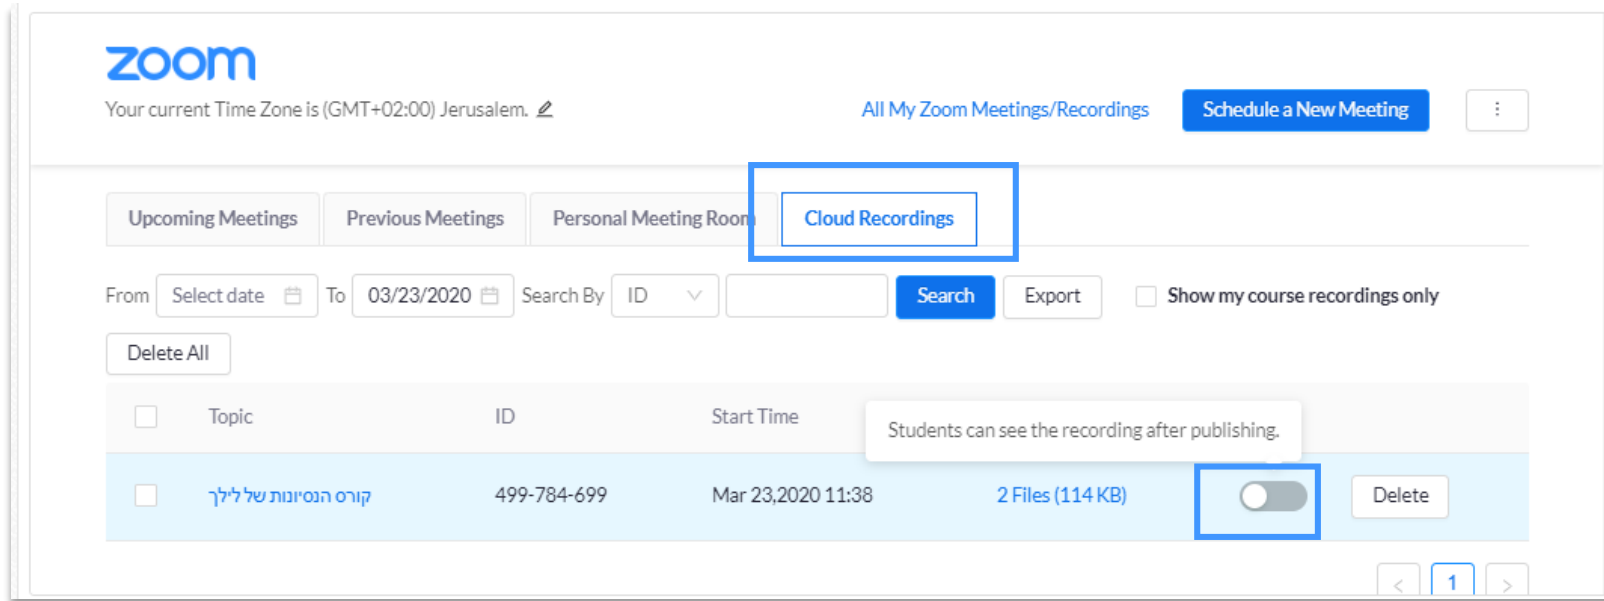 zoom
Your current Time Zone is (GMT+02:00) Jerusalem.
All My Zoom Meetings/Recordings
Schedule a New Meeting
Upcoming Meetings
Previous Meetings
Personal Meeting Room
Cloud Recordings
From Select date To 03/23/2020 Search By ID Search Export Show my course recordings only
Delete All
Topic ID Start Time
Students can see the recording after publishing.
קורס הנסיונות של לילך 499-784-699 Mar 23,2020 11:38 2 Files (114 KB) Delete
< 1 >